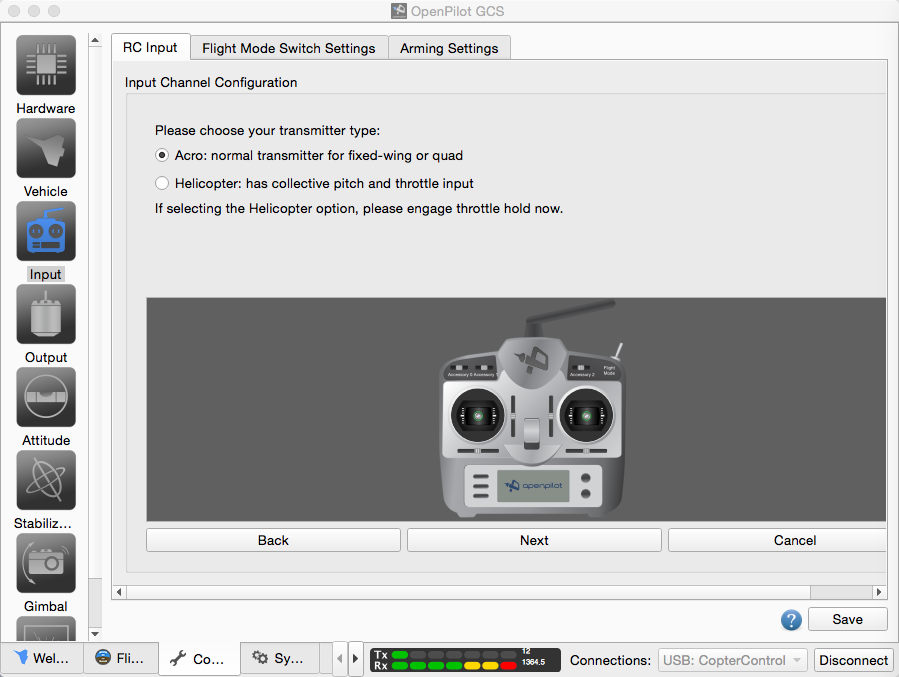 OpenPilot GCS
RC Input
Flight Mode Switch Settings
Arming Settings
Input Channel Configuration
Please choose your transmitter type:
Acro: normal transmitter for fixed-wing or quad
Helicopter: has collective pitch and throttle input
If selecting the Helicopter option, please engage throttle hold now.
Hardware
Vehicle
Input
Output
Attitude
Stabiliz...
Gimbal
Accessory 0 Accessory 1
Accessory 2
Flight
Mode
openpilot
Back
Next
Cancel
?
Save
Wel...
Fli...
Co...
Sy...
Tx
Rx
12
1364.5
Connections:
USB: CopterControl
Disconnect